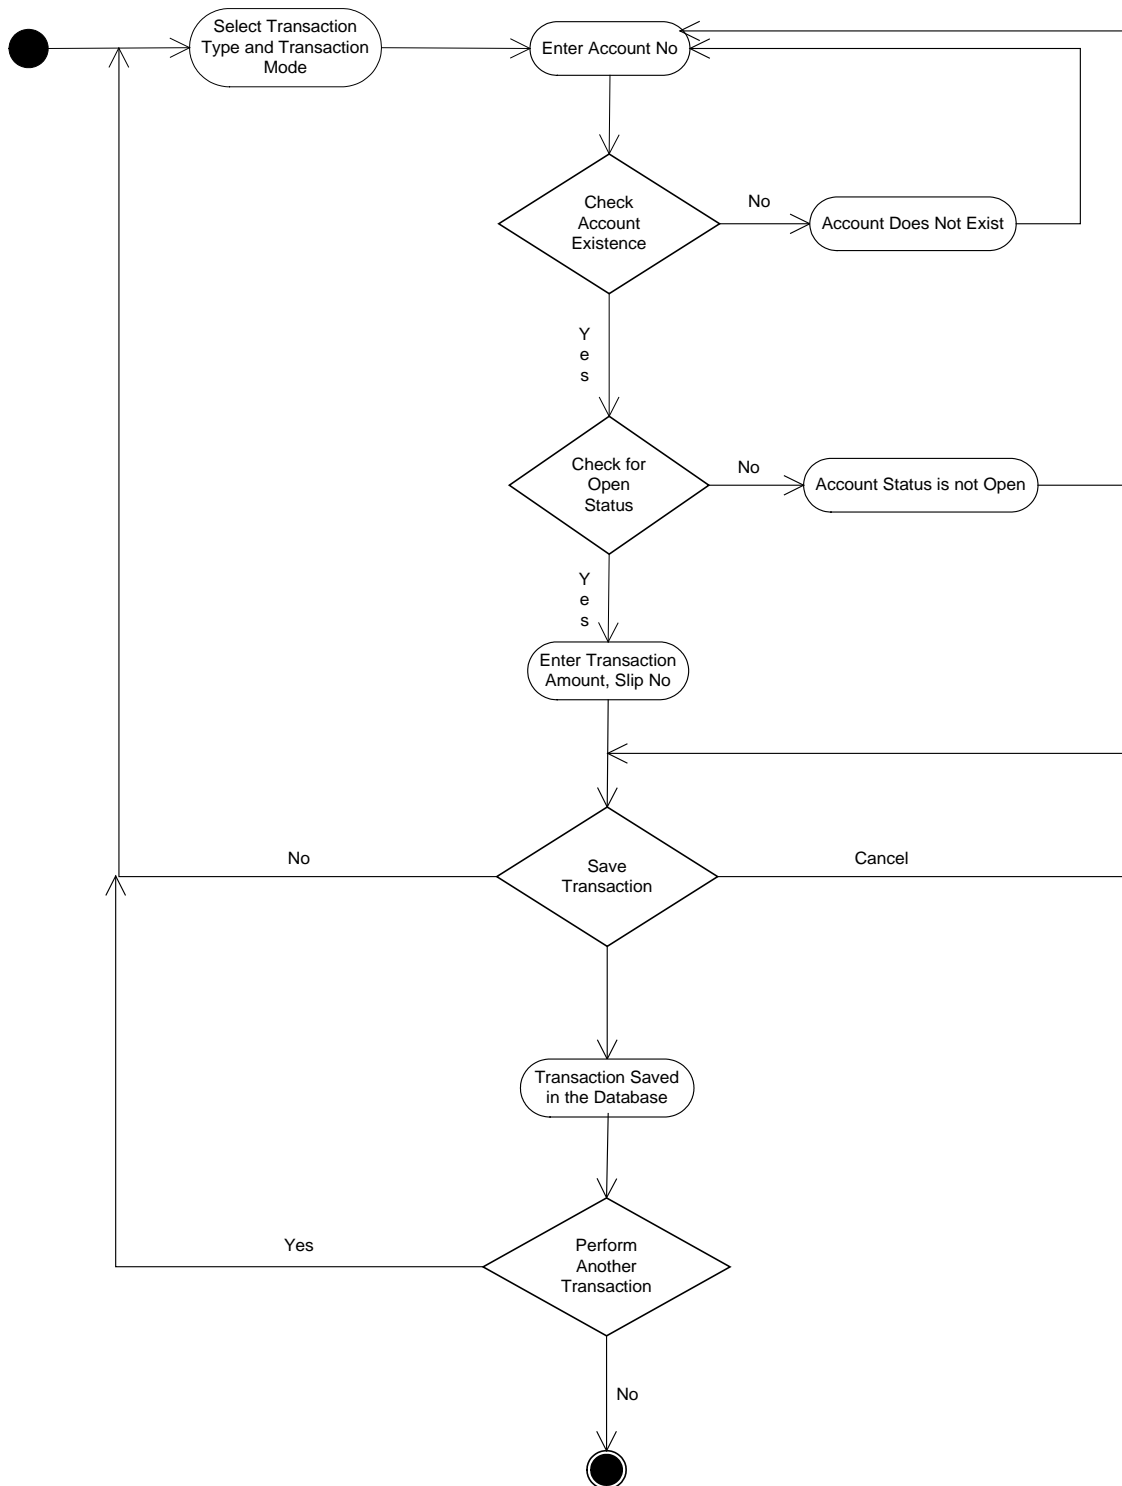 Select Transaction
Type and Transaction
Mode
Enter Account No
Check
Account
Existence
No
Account Does Not Exist
Y
e
s
Check for
Open
Status
No
Account Status is not Open
Y
e
s
Enter Transaction
Amount, Slip No
No
Save
Transaction
Cancel
Transaction Saved
in the Database
Yes
Perform
Another
Transaction
No